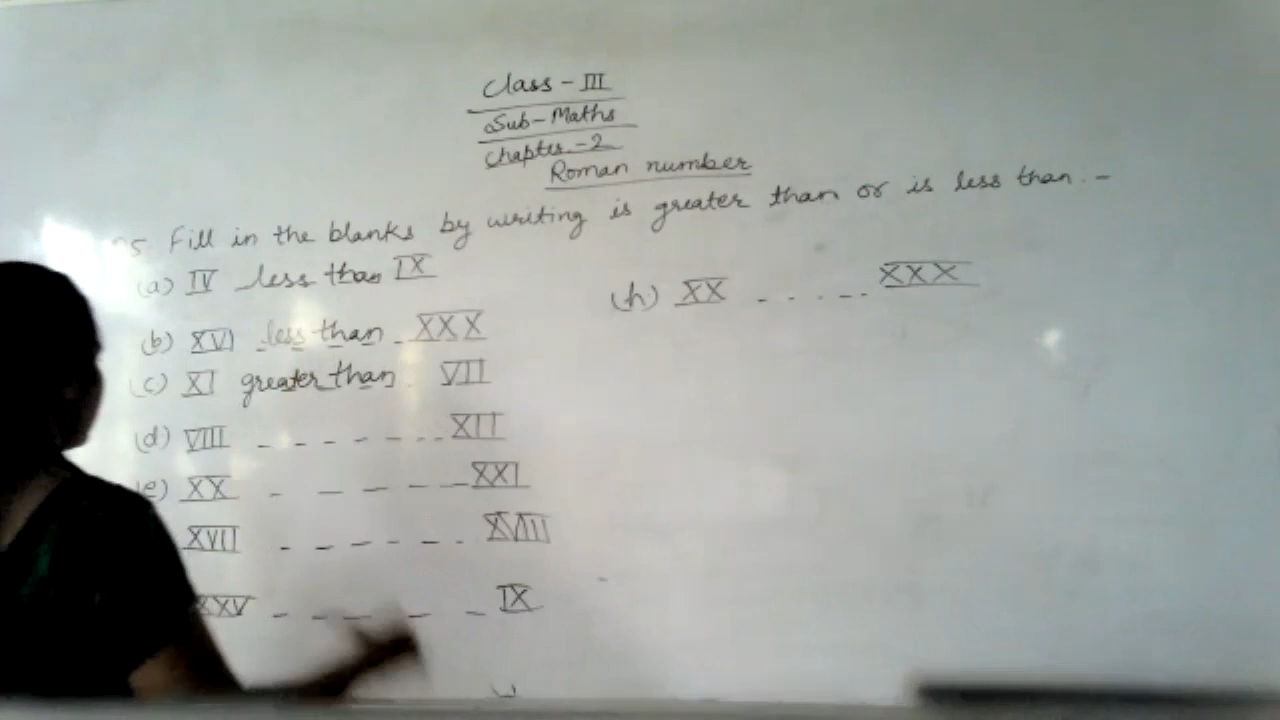 Class - III
Sub - Maths
Chapter - 2
Roman number
5 Fill in the blanks by writing is greater than or is less than. -
(a) IV less than IX
(b) XVI less than XXX
(c) XI greater than VII
(d) VIII - - - - - - XII
(e) XX - - - - - - XXI
XVII - - - - - - XVIII
XXV - - - - - - IX
(h) XX - - - - - XXX